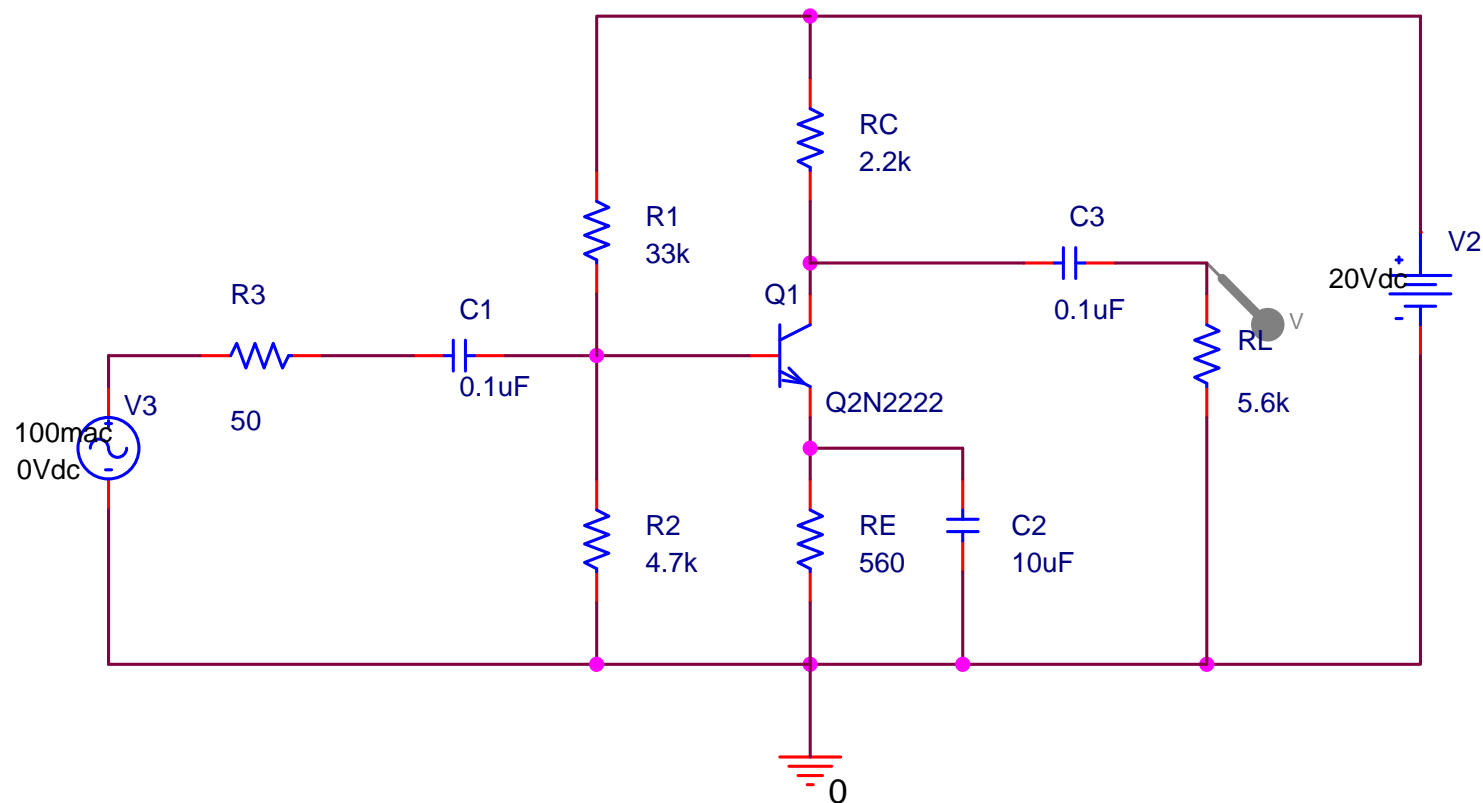 RC
2.2k
R1
33k
C3
0.1uF
V2
20Vdc
+
-
Q1
R3
50
C1
0.1uF
V
RL
5.6k
V3
100mac
0Vdc
+
-
Q2N2222
R2
4.7k
RE
560
C2
10uF
0